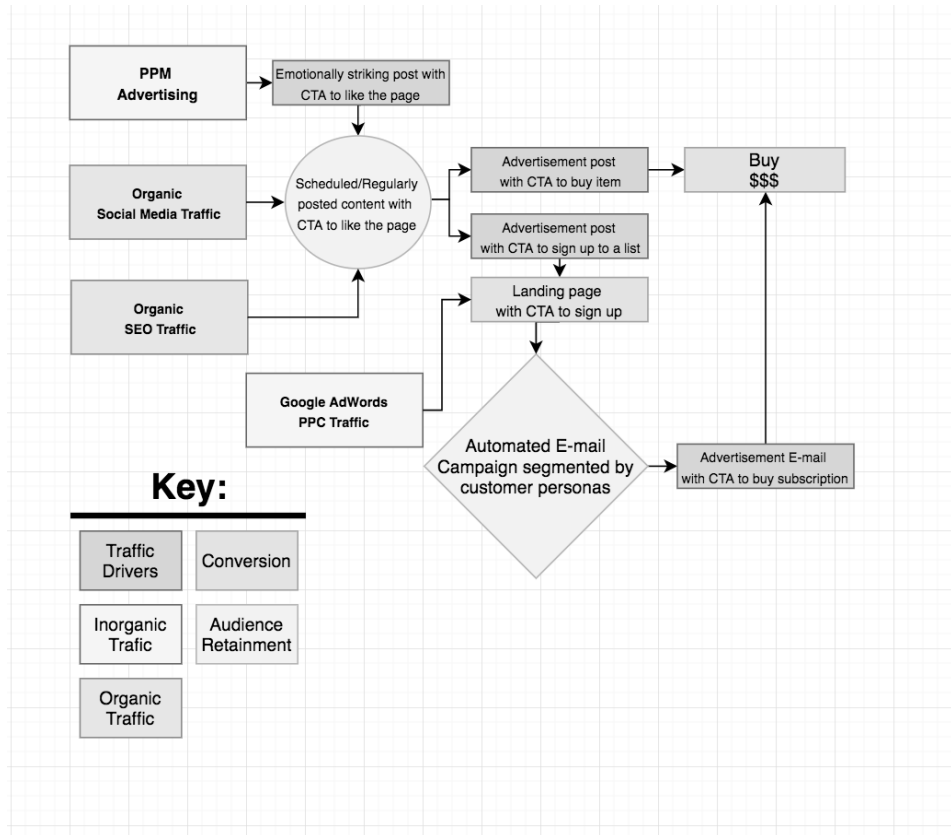 PPM
Advertising
Emotionally striking post with
CTA to like the page
Organic
Social Media Traffic
Scheduled/Regularly
posted content with
CTA to like the page
Advertisement post
with CTA to buy item
Buy
$$$
Advertisement post
with CTA to sign up to a list
Organic
SEO Traffic
Landing page
with CTA to sign up
Google AdWords
PPC Traffic
Automated E-mail
Campaign segmented by
customer personas
Advertisement E-mail
with CTA to buy subscription
Key:
Traffic
Drivers
Conversion
Inorganic
Trafic
Audience
Retainment
Organic
Traffic